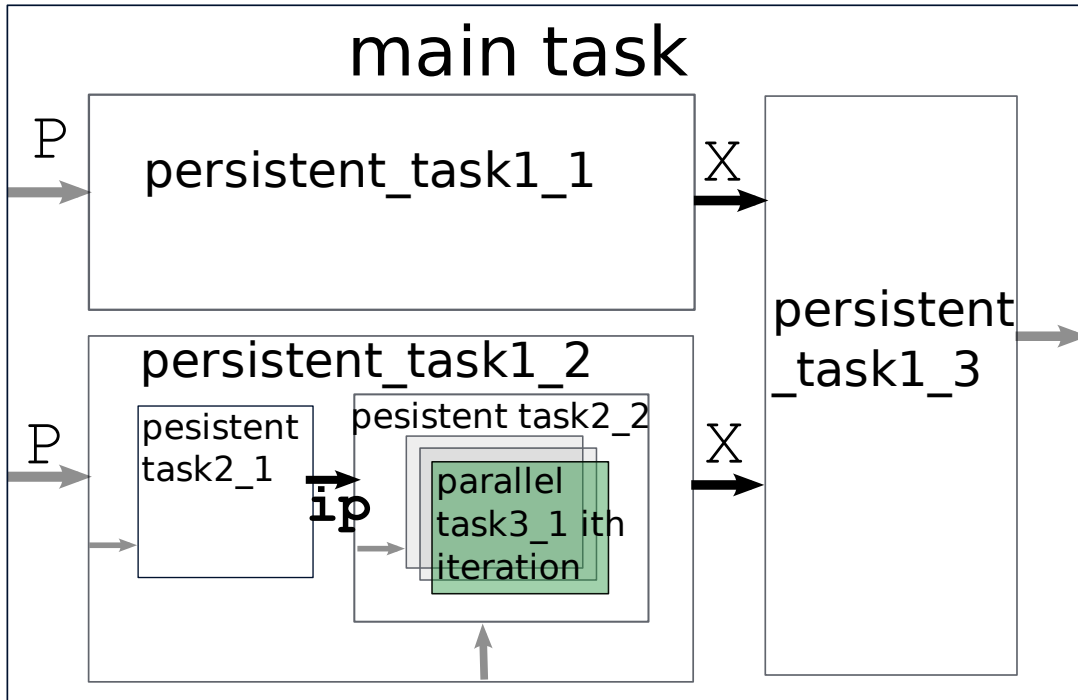 main task
P
persistent_task1_1
X
persistent
_task1_3
persistent_task1_2
P
pesistent
task2_1
ip
pesistent task2_2
parallel
task3_1 ith
iteration
X